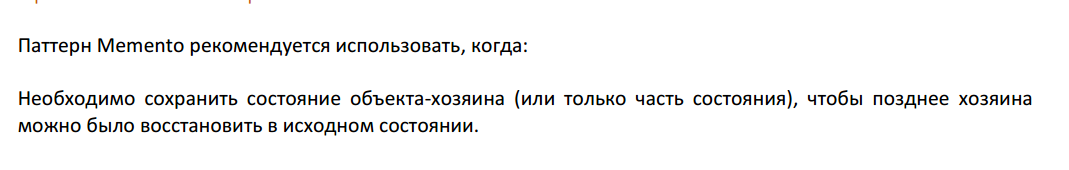 Паттерн Memento рекомендуется использовать, когда:
Необходимо сохранить состояние объекта-хозяина (или только часть состояния), чтобы позднее хозяина
можно было восстановить в исходном состоянии.